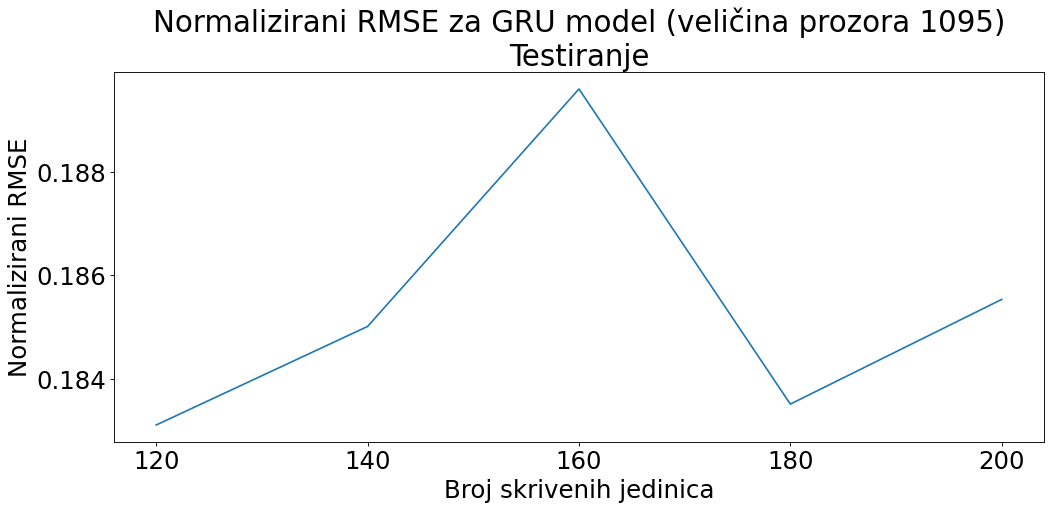 Normalizirani RMSE za GRU model (veličina prozora 1095)
Testiranje
Normalizirani RMSE
0.188
0.186
0.184
120 140 160 180 200
Broj skrivenih jedinica